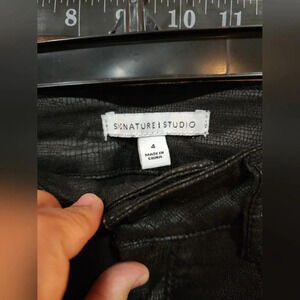 8 9 10 11
SIGNATURE | STUDIO
4
MADE IN
CHINA